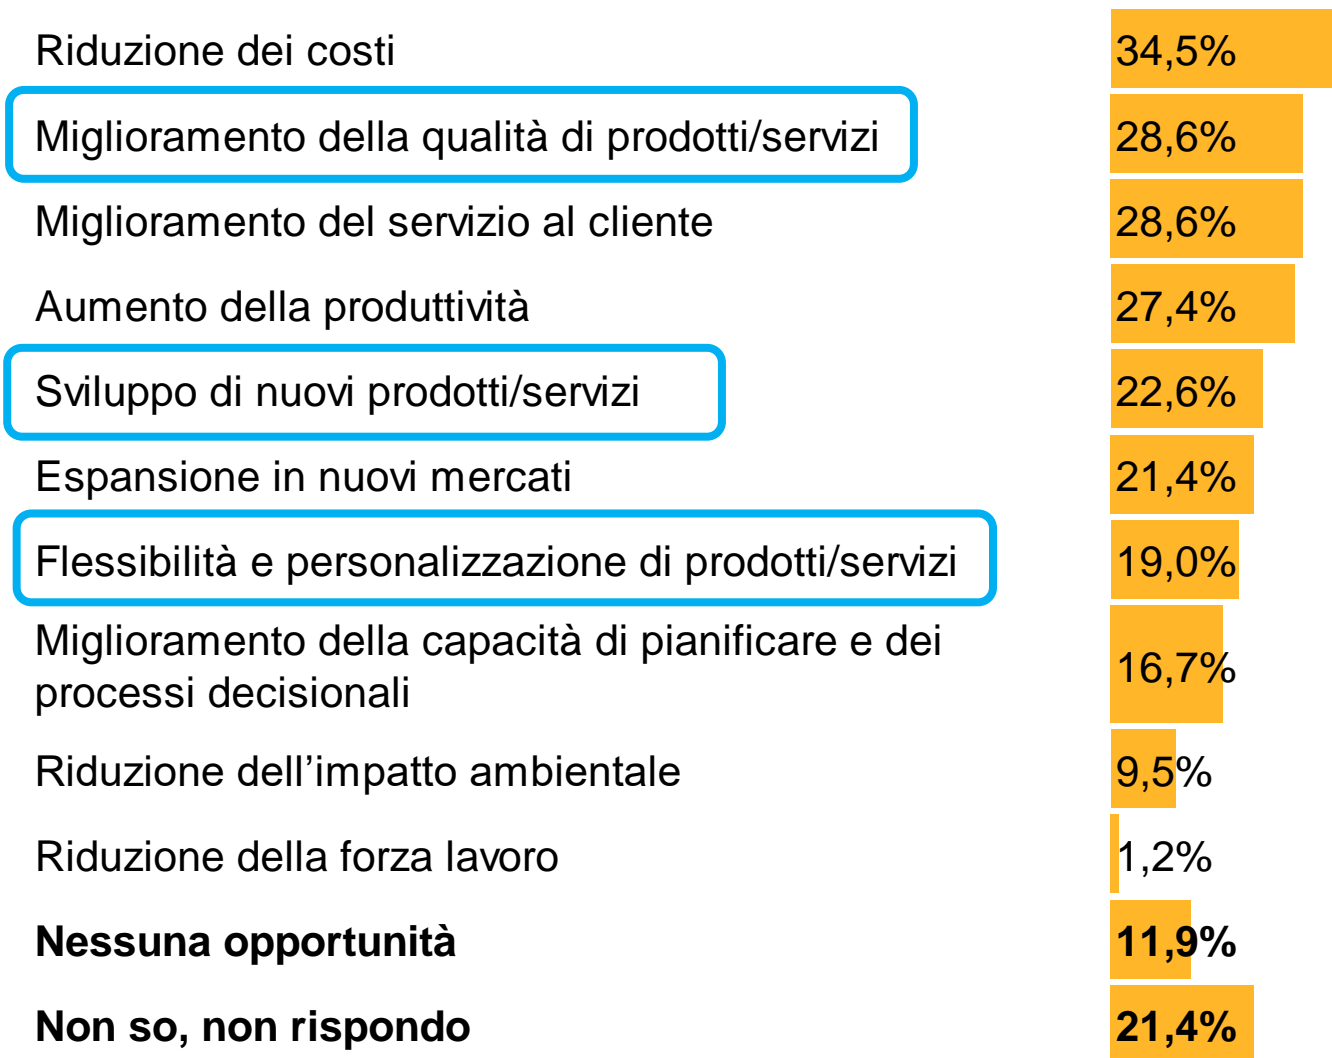 Riduzione dei costi 34,5%
Miglioramento della qualità di prodotti/servizi 28,6%
Miglioramento del servizio al cliente 28,6%
Aumento della produttività 27,4%
Sviluppo di nuovi prodotti/servizi 22,6%
Espansione in nuovi mercati 21,4%
Flessibilità e personalizzazione di prodotti/servizi 19,0%
Miglioramento della capacità di pianificare e dei
processi decisionali 16,7%
Riduzione dell’impatto ambientale 9,5%
Riduzione della forza lavoro 1,2%
Nessuna opportunità 11,9%
Non so, non rispondo 21,4%